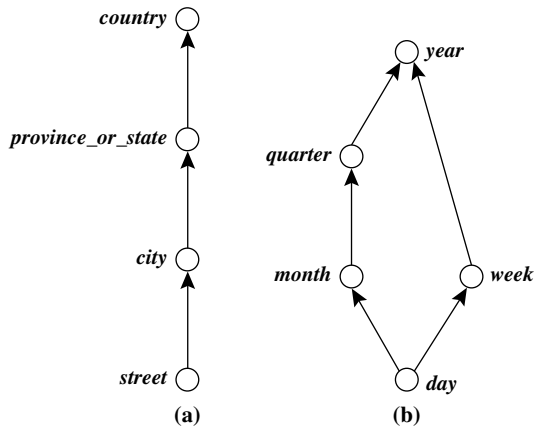 country
province_or_state
city
street
(a)
year
quarter
month
week
day
(b)